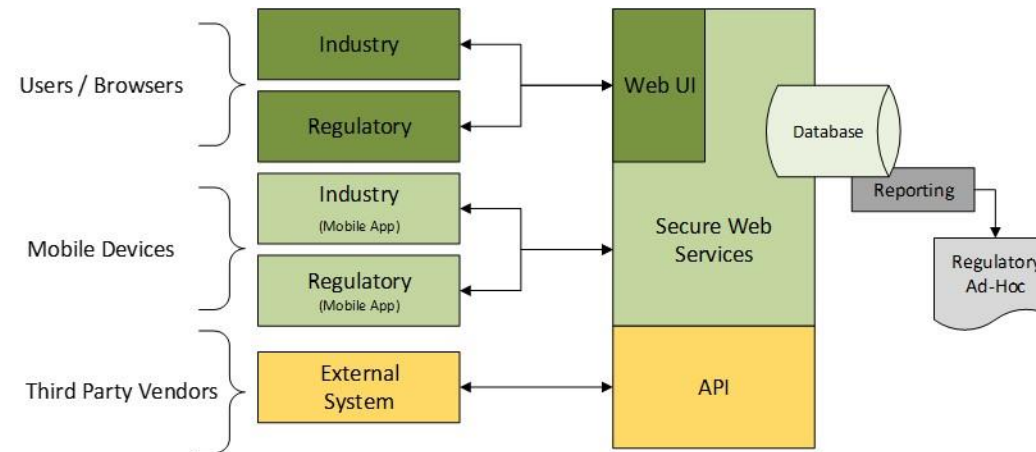 Users / Browsers
Industry
Regulatory
Web UI
Database
Reporting
Mobile Devices
Industry
(Mobile App)
Regulatory
(Mobile App)
Secure Web
Services
Regulatory
Ad-Hoc
Third Party Vendors
External
System
API